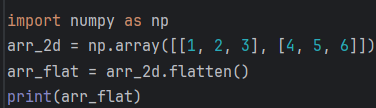 import numpy as np
arr_2d = np.array([[1, 2, 3], [4, 5, 6]])
arr_flat = arr_2d.flatten()
print(arr_flat)